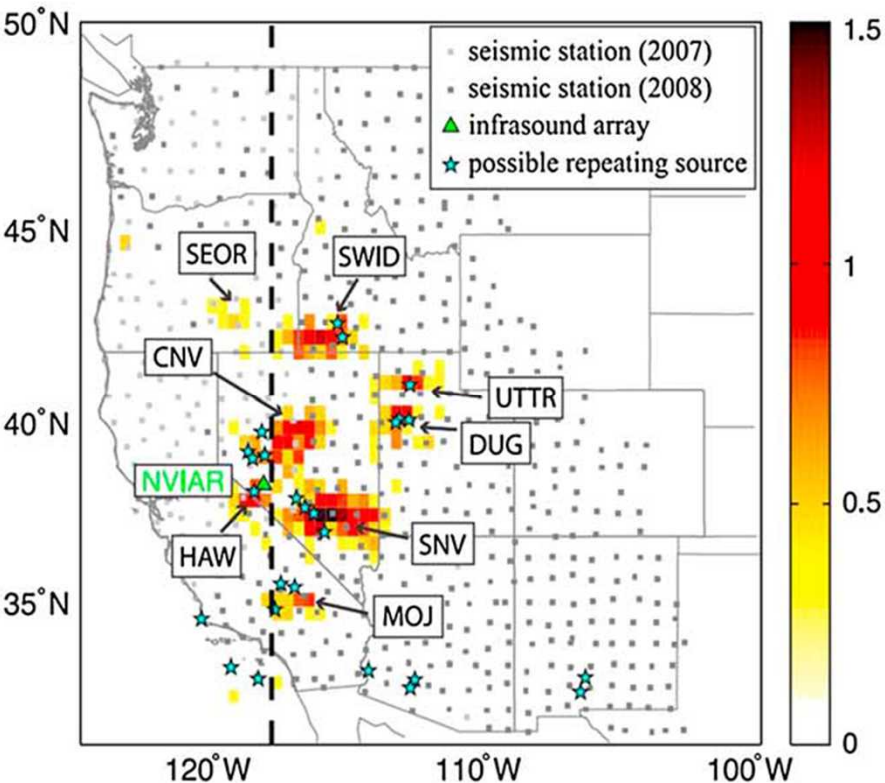 50°N
45°N
40°N
35°N
seismic station (2007)
seismic station (2008)
infrasound array
possible repeating source
SEOR
SWID
CNV
UTTR
DUG
NVIAR
HAW
SNV
MOJ
120°W
110°W
100°W
1.5
1
0.5
0